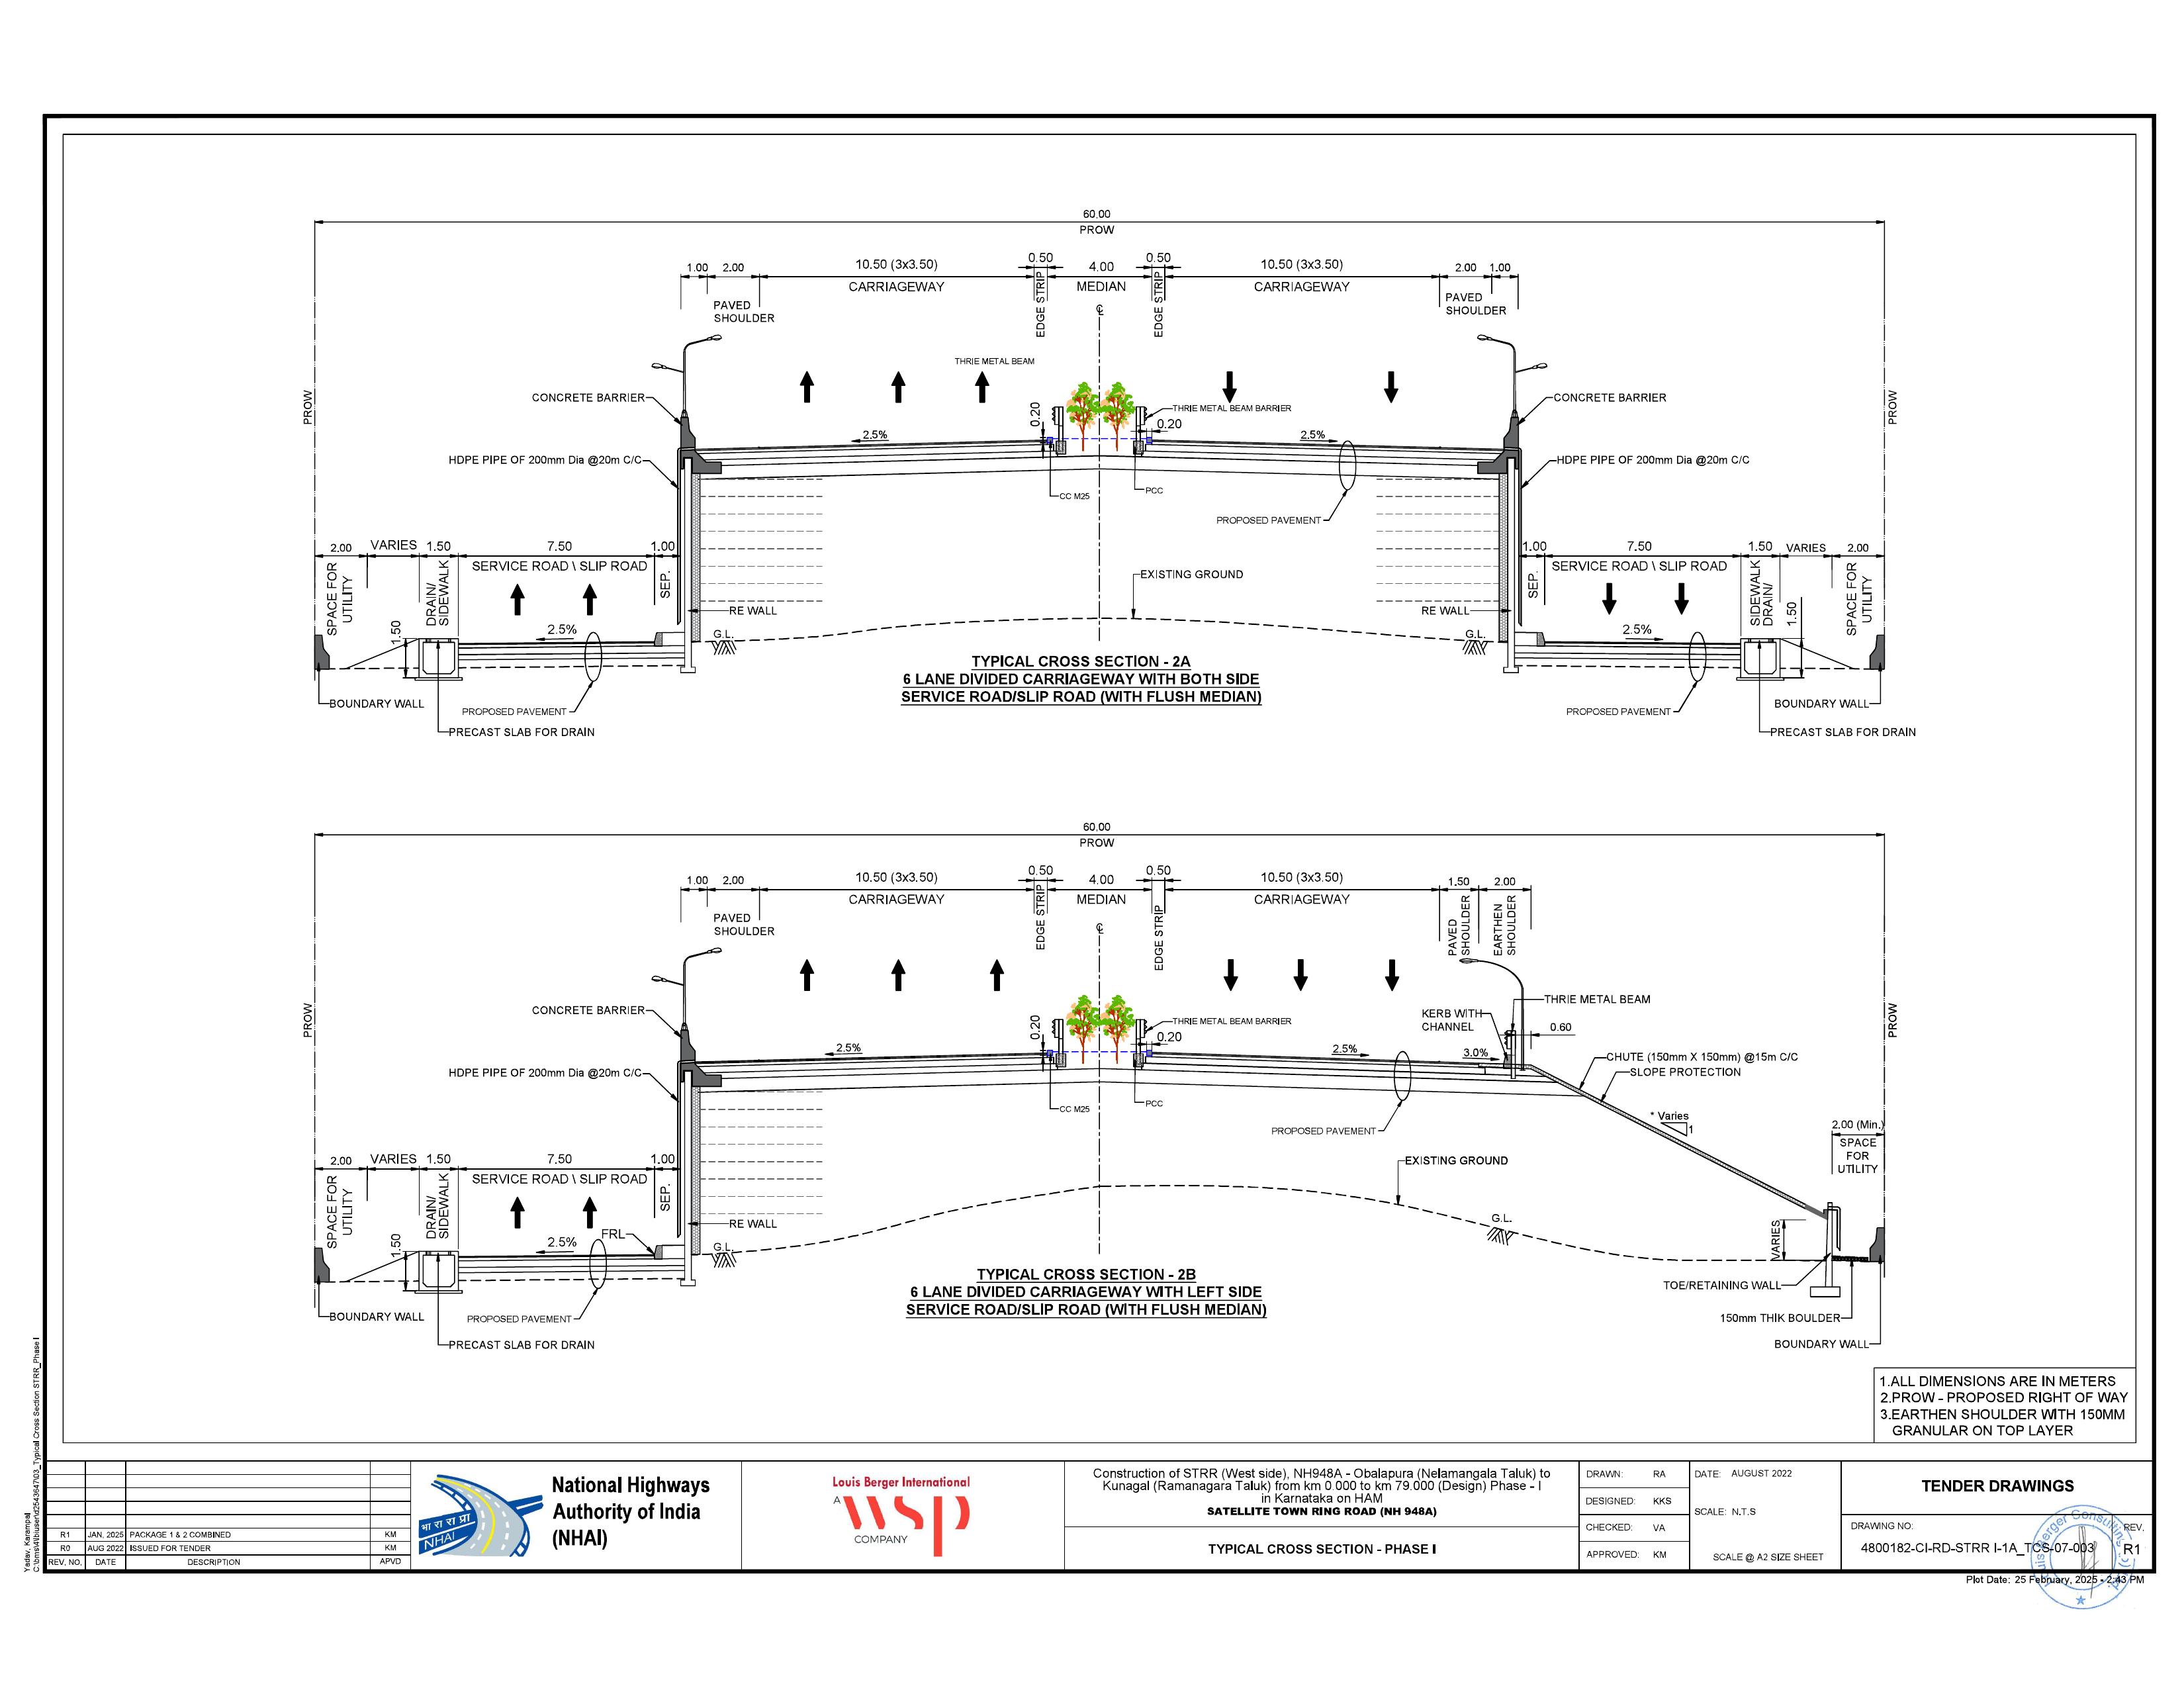 60.00
PROW
1.00 2.00 10.50 (3x3.50) 0.50 4.00 0.50 10.50 (3x3.50) 2.00 1.00
CARRIAGEWAY EDGE STRIP MEDIAN EDGE STRIP CARRIAGEWAY
PAVED
SHOULDER
PAVED
SHOULDER
℄
THRIE METAL BEAM
PROW
CONCRETE BARRIER
0.20
THRIE METAL BEAM BARRIER
0.20
CONCRETE BARRIER
PROW
2.5%
2.5%
HDPE PIPE OF 200mm Dia @20m C/C
HDPE PIPE OF 200mm Dia @20m C/C
CC M25
PCC
PROPOSED PAVEMENT
2.00 VARIES 1.50 7.50 1.00
SPACE FOR
UTILITY
DRAIN/
SIDEWALK
SERVICE ROAD \ SLIP ROAD
SEP.
1.00 7.50 1.50 VARIES 2.00
SEP.
SERVICE ROAD \ SLIP ROAD
SIDEWALK
DRAIN/
SPACE FOR
UTILITY
EXISTING GROUND
RE WALL
RE WALL
1.50
2.5%
G.L.
G.L.
2.5%
1.50
TYPICAL CROSS SECTION - 2A
6 LANE DIVIDED CARRIAGEWAY WITH BOTH SIDE
SERVICE ROAD/SLIP ROAD (WITH FLUSH MEDIAN)
BOUNDARY WALL
PROPOSED PAVEMENT
PRECAST SLAB FOR DRAIN
PROPOSED PAVEMENT
BOUNDARY WALL
PRECAST SLAB FOR DRAIN
60.00
PROW
1.00 2.00 10.50 (3x3.50) 0.50 4.00 0.50 10.50 (3x3.50) 1.50 2.00
CARRIAGEWAY EDGE STRIP MEDIAN EDGE STRIP CARRIAGEWAY
PAVED
SHOULDER
PAVED
SHOULDER
EARTHEN
SHOULDER
℄
PROW
CONCRETE BARRIER
0.20
THRIE METAL BEAM BARRIER
0.20
KERB WITH
CHANNEL
THRIE METAL BEAM
0.60
PROW
2.5%
2.5%
3.0%
CHUTE (150mm X 150mm) @15m C/C
SLOPE PROTECTION
HDPE PIPE OF 200mm Dia @20m C/C
CC M25
PCC
PROPOSED PAVEMENT
* Varies
1
2.00 (Min.)
SPACE
FOR
UTILITY
2.00 VARIES 1.50 7.50 1.00
SPACE FOR
UTILITY
DRAIN/
SIDEWALK
SERVICE ROAD \ SLIP ROAD
SEP.
EXISTING GROUND
RE WALL
G.L.
FRL
1.50
2.5%
G.L.
VARIES
TYPICAL CROSS SECTION - 2B
6 LANE DIVIDED CARRIAGEWAY WITH LEFT SIDE
SERVICE ROAD/SLIP ROAD (WITH FLUSH MEDIAN)
BOUNDARY WALL
PROPOSED PAVEMENT
PRECAST SLAB FOR DRAIN
TOE/RETAINING WALL
150mm THIK BOULDER
BOUNDARY WALL
1.ALL DIMENSIONS ARE IN METERS
2.PROW - PROPOSED RIGHT OF WAY
3.EARTHEN SHOULDER WITH 150MM
GRANULAR ON TOP LAYER
Yadav, Karampal
R1 JAN, 2025 PACKAGE 1 & 2 COMBINED KM
R0 AUG 2022 ISSUED FOR TENDER KM
REV, NO, DATE DESCRIPTION APVD
भा रा रा प्रा
NHAI
National Highways
Authority of India
(NHAI)
Louis Berger International
A wsp
COMPANY
Construction of STRR (West side), NH948A - Obalapura (Nelamangala Taluk) to
Kunagal (Ramanagara Taluk) from km 0.000 to km 79.000 (Design) Phase - I
in Karnataka on HAM
SATELLITE TOWN RING ROAD (NH 948A)
TYPICAL CROSS SECTION - PHASE I
DRAWN: RA
DESIGNED: KKS
CHECKED: VA
APPROVED: KM
DATE: AUGUST 2022
SCALE: N.T.S
SCALE @ A2 SIZE SHEET
TENDER DRAWINGS
DRAWING NO:
4800182-CI-RD-STRR I-1A_TCS-07-003
REV.
R1
Plot Date: 25 February, 2025 - 2:43 PM